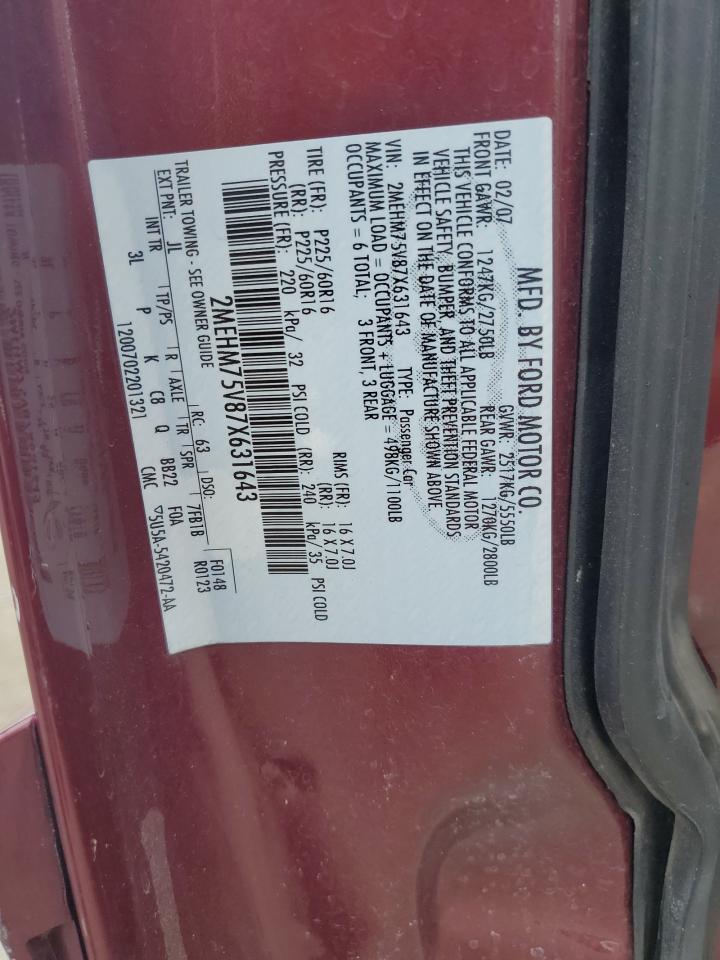 MFD. BY FORD MOTOR CO.
DATE: 02/07 GVWR: 2517KG/5550LB
FRONT GAWR: 1247KG/2750LB REAR GAWR: 1270KG/2800LB
THIS VEHICLE CONFORMS TO ALL APPLICABLE FEDERAL MOTOR
VEHICLE SAFETY, BUMPER, AND THEFT PREVENTION STANDARDS
IN EFFECT ON THE DATE OF MANUFACTURE SHOWN ABOVE.
VIN: 2MEHM75V87X631643 TYPE: Passenger Car
MAXIMUM LOAD = OCCUPANTS + LUGGAGE = 498KG/1100LB
OCCUPANTS = 6 TOTAL; 3 FRONT, 3 REAR
TIRE (FR): P225/60R16 RIMS (FR): 16 X 7.0J
(RR): P225/60R16 (RR): 16 X 7.0J
PRESSURE (FR): 220 kPa/ 32 PSI COLD (RR): 240 kPa/ 35 PSI COLD
2MEHM75V87X631643
TRAILER TOWING - SEE OWNER GUIDE
EXT PNT: JL RC: 63 DSO: F0148
INT TR TP/PS R AXLE TR SPR 7FB1B R0123
3L P K C8 Q BB22 F0A
1200702201321 CMC ▽5U5A-5420472-AA